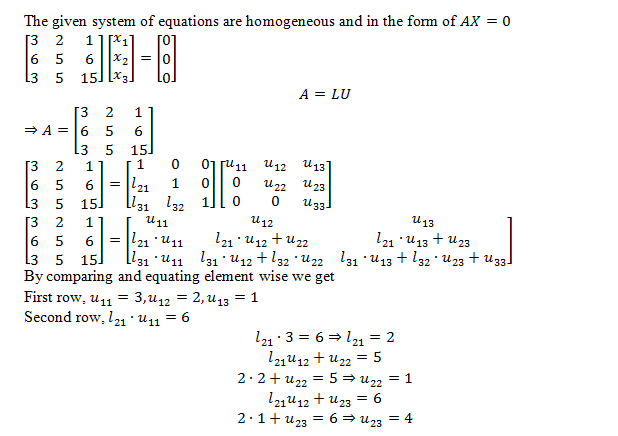 The given system of equations are homogeneous and in the form of AX = 0
[3 2 1; 6 5 6; 3 5 15] [x₁; x₂; x₃] = [0; 0; 0]
A = LU
⇒ A = [3 2 1; 6 5 6; 3 5 15]
[3 2 1; 6 5 6; 3 5 15] = [1 0 0; l₂₁ 1 0; l₃₁ l₃₂ 1] [u₁₁ u₁₂ u₁₃; 0 u₂₂ u₂₃; 0 0 u₃₃]
[3 2 1; 6 5 6; 3 5 15] = [u₁₁ u₁₂ u₁₃; l₂₁ · u₁₁ l₂₁ · u₁₂ + u₂₂ l₂₁ · u₁₃ + u₂₃; l₃₁ · u₁₁ l₃₁ · u₁₂ + l₃₂ · u₂₂ l₃₁ · u₁₃ + l₃₂ · u₂₃ + u₃₃]
By comparing and equating element wise we get
First row, u₁₁ = 3, u₁₂ = 2, u₁₃ = 1
Second row, l₂₁ · u₁₁ = 6
l₂₁ · 3 = 6 ⇒ l₂₁ = 2
l₂₁u₁₂ + u₂₂ = 5
2 · 2 + u₂₂ = 5 ⇒ u₂₂ = 1
l₂₁u₁₂ + u₂₃ = 6
2 · 1 + u₂₃ = 6 ⇒ u₂₃ = 4